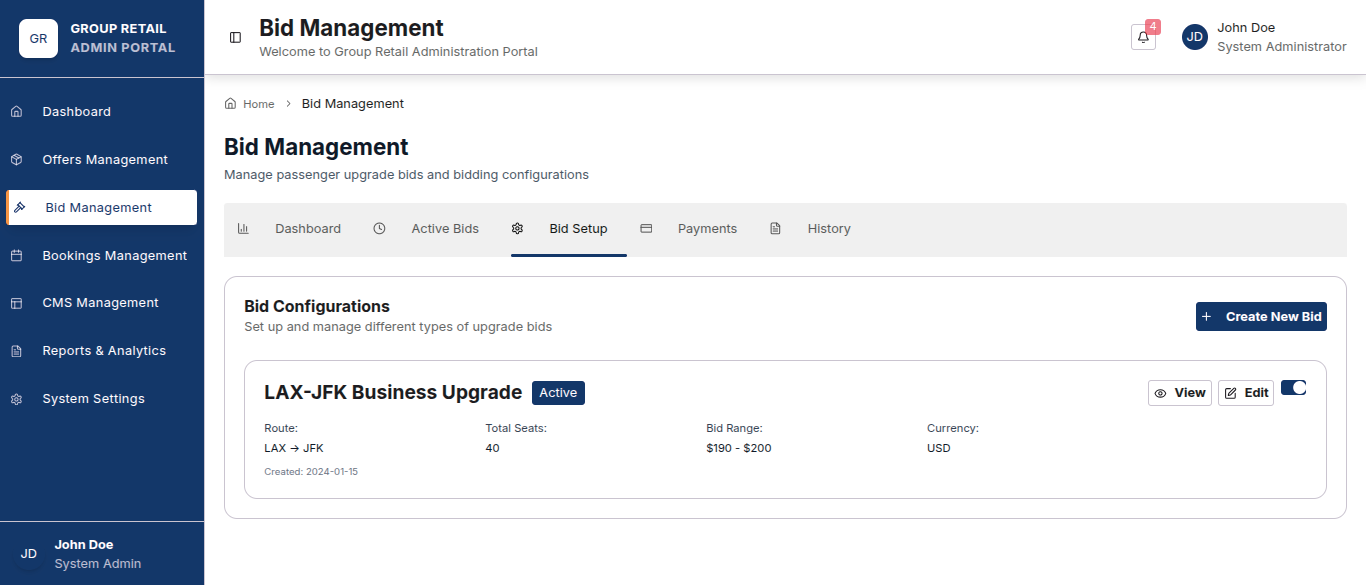 GR
GROUP RETAIL
ADMIN PORTAL
Dashboard
Offers Management
Bid Management
Bookings Management
CMS Management
Reports & Analytics
System Settings
JD
John Doe
System Admin
Bid Management
Welcome to Group Retail Administration Portal
4
JD
John Doe
System Administrator
Home > Bid Management
Bid Management
Manage passenger upgrade bids and bidding configurations
Dashboard Active Bids Bid Setup Payments History
Bid Configurations
Set up and manage different types of upgrade bids
+ Create New Bid
LAX-JFK Business Upgrade Active View Edit
Route: Total Seats: Bid Range: Currency:
LAX → JFK 40 $190 - $200 USD
Created: 2024-01-15